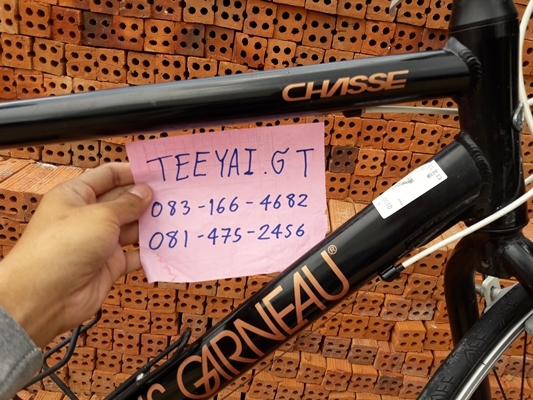 CHASSE
TEEYAI.GT
083-166-4682
081-475-2456
GARNEAU®